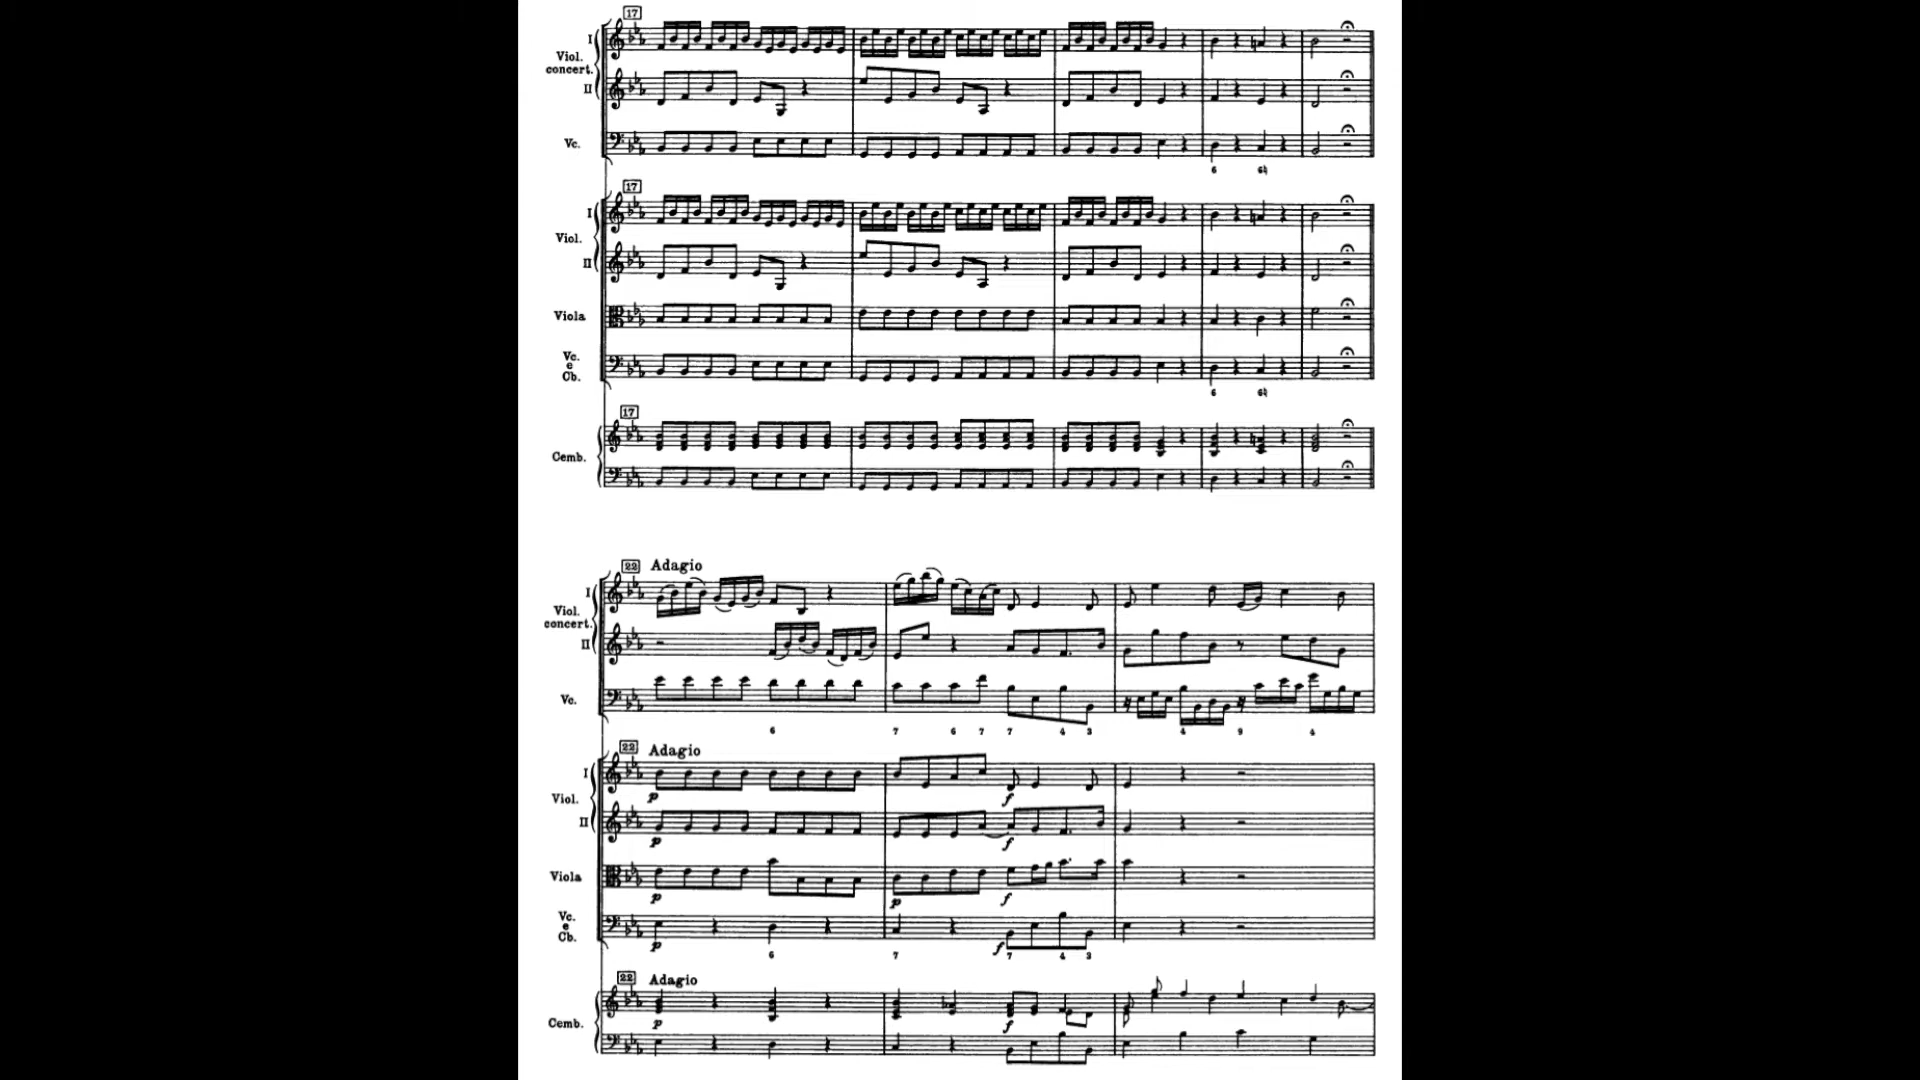 17
I
Viol.
concert.
II
Vc.
6 6♮
17
I
Viol.
II
Viola
Vc.
e
Cb.
6 6♮
17
Cemb.
22 Adagio
I
Viol.
concert.
II
Vc.
6 7 6 7 7 4 3 4 9 4
22 Adagio
I
p f
Viol.
II
p f
Viola
p p f
Vc.
e
Cb.
p f
6 7 7 4 3
22 Adagio
p f
Cemb.